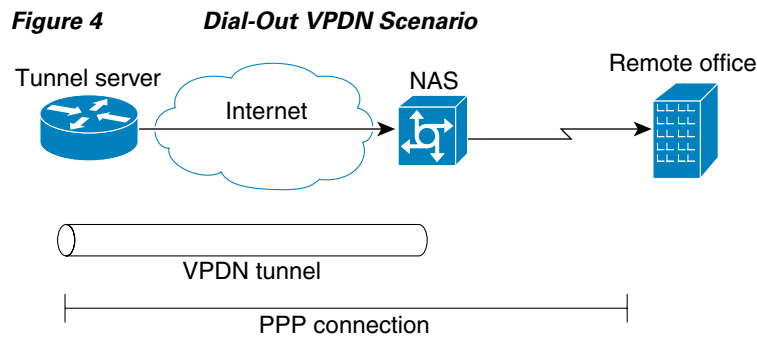 Figure 4 Dial-Out VPDN Scenario
Tunnel server
Internet
NAS
Remote office
VPDN tunnel
PPP connection